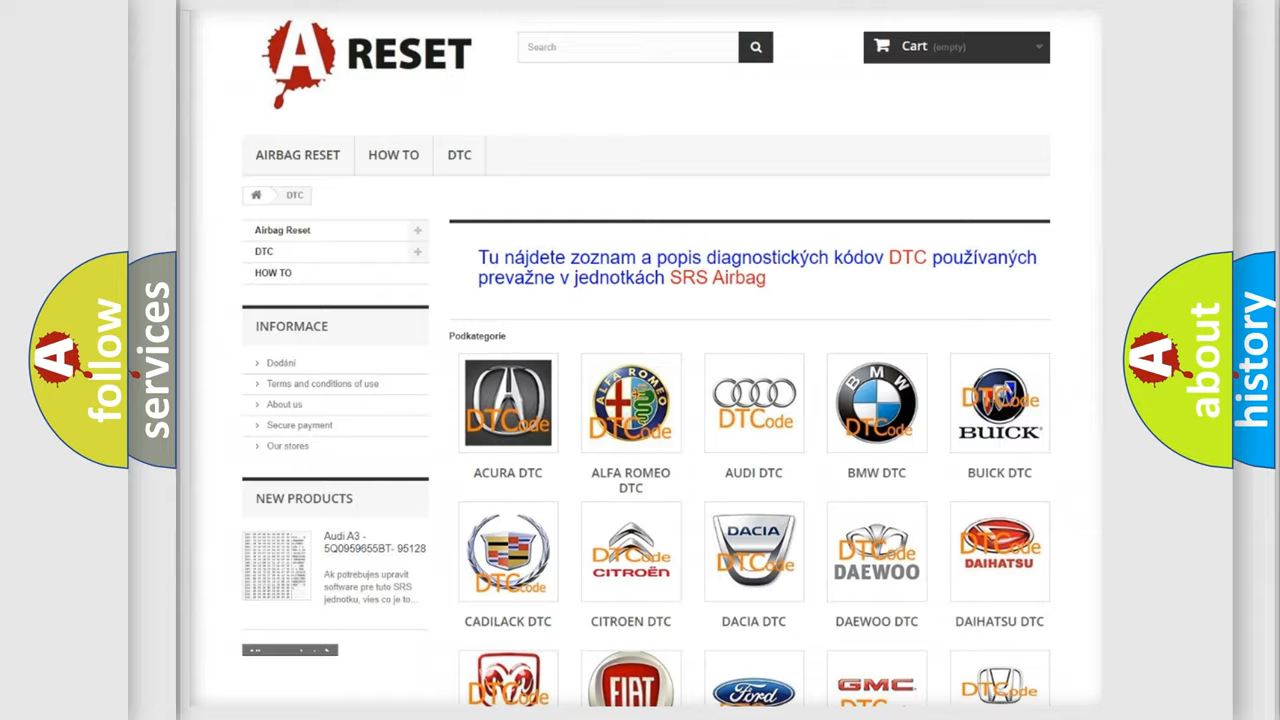 A RESET
Search
Cart (empty)
AIRBAG RESET
HOW TO
DTC
DTC
Airbag Reset
DTC
HOW TO
INFORMACE
Dodání
Terms and conditions of use
About us
Secure payment
Our stores
NEW PRODUCTS
Audi A3 -
5Q0959655BT- 95128
Ak potrebujes upravit
software pre tuto SRS
jednotku, vies co je to...
Tu nájdete zoznam a popis diagnostických kódov DTC používaných
prevažne v jednotkách SRS Airbag
Podkategorie
DTCode
ALFA ROMEO
DTCode
DTCode
BMW
DTCode
DTCode
BUICK
ACURA DTC
ALFA ROMEO
DTC
AUDI DTC
BMW DTC
BUICK DTC
DTCode
DTCode
CITROËN
DACIA
DTCode
DTCode
DAEWOO
DTCode
DAIHATSU
CADILACK DTC
CITROEN DTC
DACIA DTC
DAEWOO DTC
DAIHATSU DTC
DTCode
FIAT
Ford
GMC
DTCode
A follow
services
A about
history